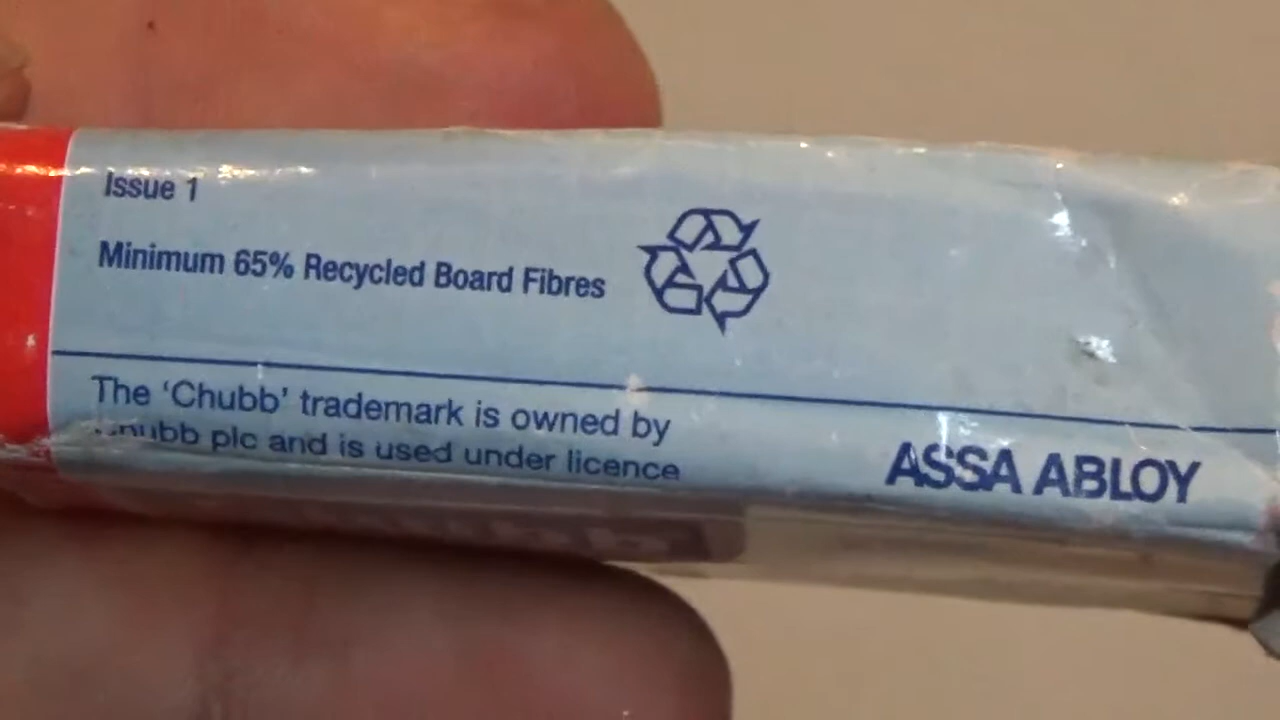 Issue 1
Minimum 65% Recycled Board Fibres
The 'Chubb' trademark is owned by
Chubb plc and is used under licence
ASSA ABLOY